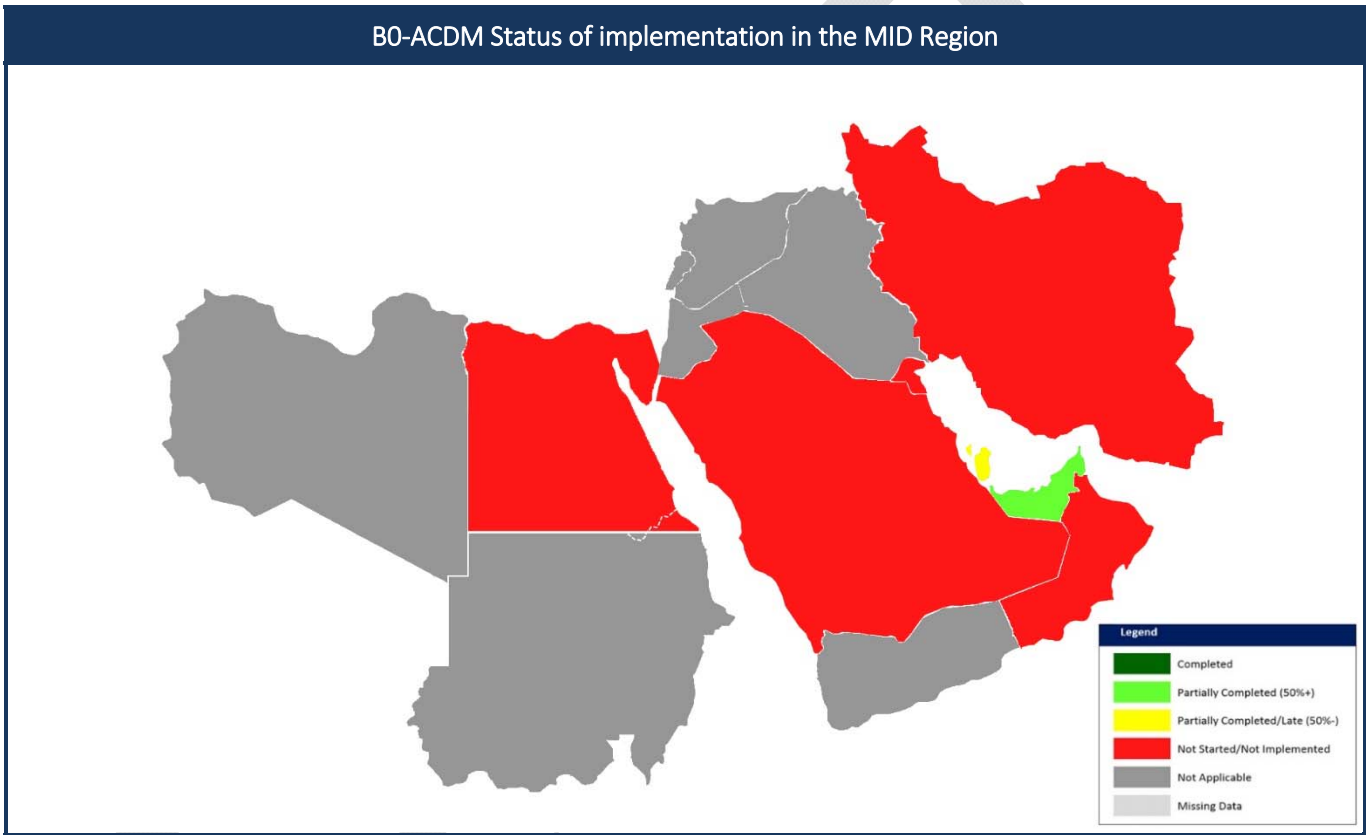 B0-ACDM Status of implementation in the MID Region
Legend
Completed
Partially Completed (50%+)
Partially Completed/Late (50%-)
Not Started/Not Implemented
Not Applicable
Missing Data